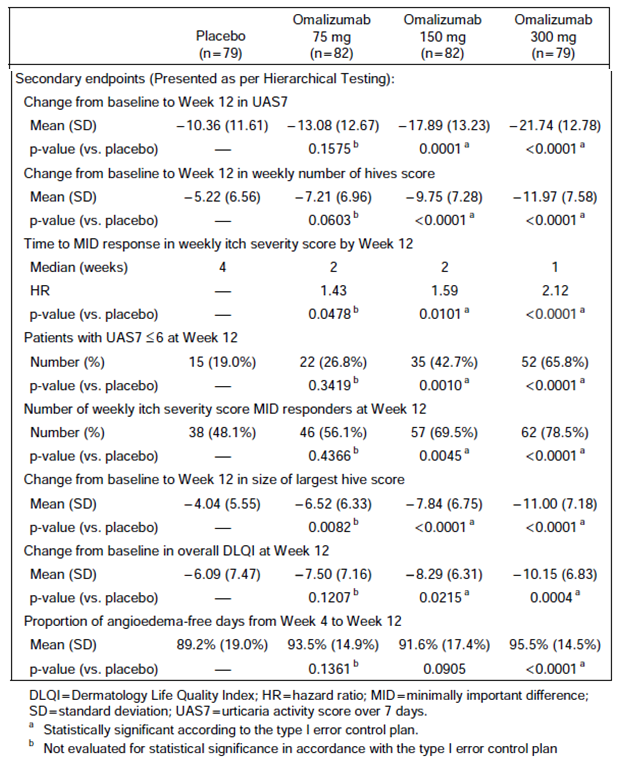 Placebo (n=79) Omalizumab 75 mg (n=82) Omalizumab 150 mg (n=82) Omalizumab 300 mg (n=79)
Secondary endpoints (Presented as per Hierarchical Testing):
Change from baseline to Week 12 in UAS7
Mean (SD) −10.36 (11.61) −13.08 (12.67) −17.89 (13.23) −21.74 (12.78)
p-value (vs. placebo) — 0.1575 b 0.0001 a <0.0001 a
Change from baseline to Week 12 in weekly number of hives score
Mean (SD) −5.22 (6.56) −7.21 (6.96) −9.75 (7.28) −11.97 (7.58)
p-value (vs. placebo) — 0.0603 b <0.0001 a <0.0001 a
Time to MID response in weekly itch severity score by Week 12
Median (weeks) 4 2 2 1
HR — 1.43 1.59 2.12
p-value (vs. placebo) — 0.0478 b 0.0101 a <0.0001 a
Patients with UAS7 ≤6 at Week 12
Number (%) 15 (19.0%) 22 (26.8%) 35 (42.7%) 52 (65.8%)
p-value (vs. placebo) — 0.3419 b 0.0010 a <0.0001 a
Number of weekly itch severity score MID responders at Week 12
Number (%) 38 (48.1%) 46 (56.1%) 57 (69.5%) 62 (78.5%)
p-value (vs. placebo) — 0.4366 b 0.0045 a <0.0001 a
Change from baseline to Week 12 in size of largest hive score
Mean (SD) −4.04 (5.55) −6.52 (6.33) −7.84 (6.75) −11.00 (7.18)
p-value (vs. placebo) — 0.0082 b <0.0001 a <0.0001 a
Change from baseline in overall DLQI at Week 12
Mean (SD) −6.09 (7.47) −7.50 (7.16) −8.29 (6.31) −10.15 (6.83)
p-value (vs. placebo) — 0.1207 b 0.0215 a 0.0004 a
Proportion of angioedema-free days from Week 4 to Week 12
Mean (SD) 89.2% (19.0%) 93.5% (14.9%) 91.6% (17.4%) 95.5% (14.5%)
p-value (vs. placebo) — 0.1361 b 0.0905 <0.0001 a
DLQI=Dermatology Life Quality Index; HR=hazard ratio; MID=minimally important difference;
SD=standard deviation; UAS7=urticaria activity score over 7 days.
a Statistically significant according to the type I error control plan.
b Not evaluated for statistical significance in accordance with the type I error control plan